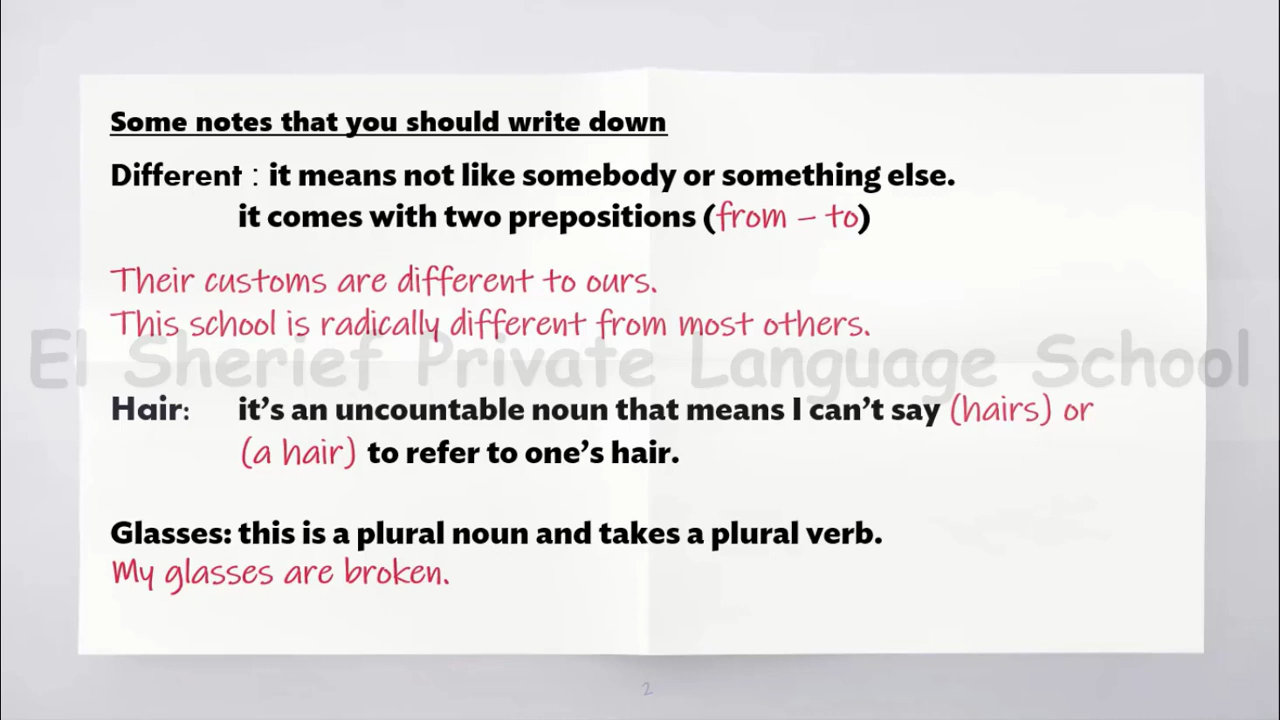 Some notes that you should write down
Different : it means not like somebody or something else.
it comes with two prepositions (from – to)
Their customs are different to ours.
This school is radically different from most others.
El Sherief Private Language School
Hair: it's an uncountable noun that means I can't say (hairs) or
(a hair) to refer to one's hair.
Glasses: this is a plural noun and takes a plural verb.
My glasses are broken.
2